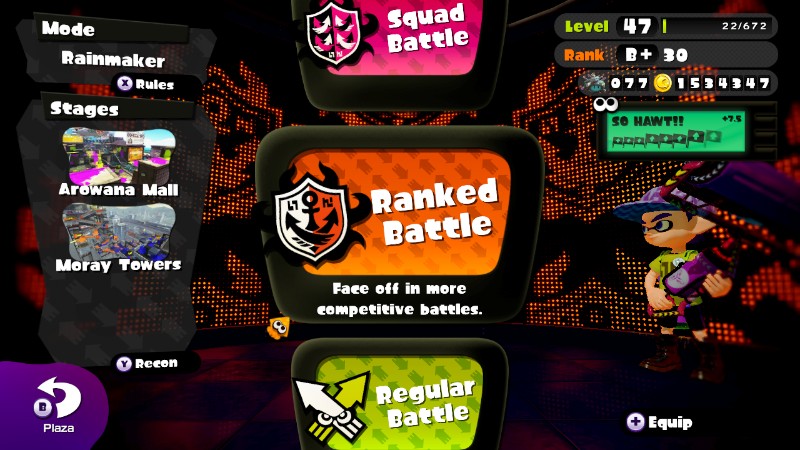 Mode
Rainmaker
X Rules
Stages
Arowana Mall
Moray Towers
Y Recon
B
Plaza
Squad
Battle
Ranked
Battle
Face off in more
competitive battles.
Regular
Battle
Level 47 22/672
Rank B+ 30
077 1534347
SO HAWT!! +7.5
+ Equip